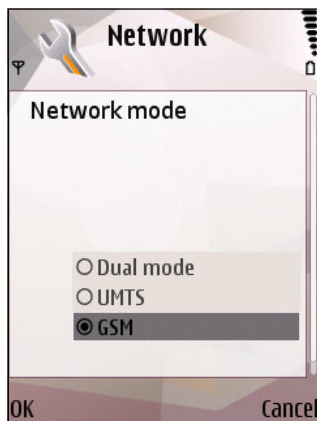 Network
Network mode
Dual mode
UMTS
GSM
OK
Cancel